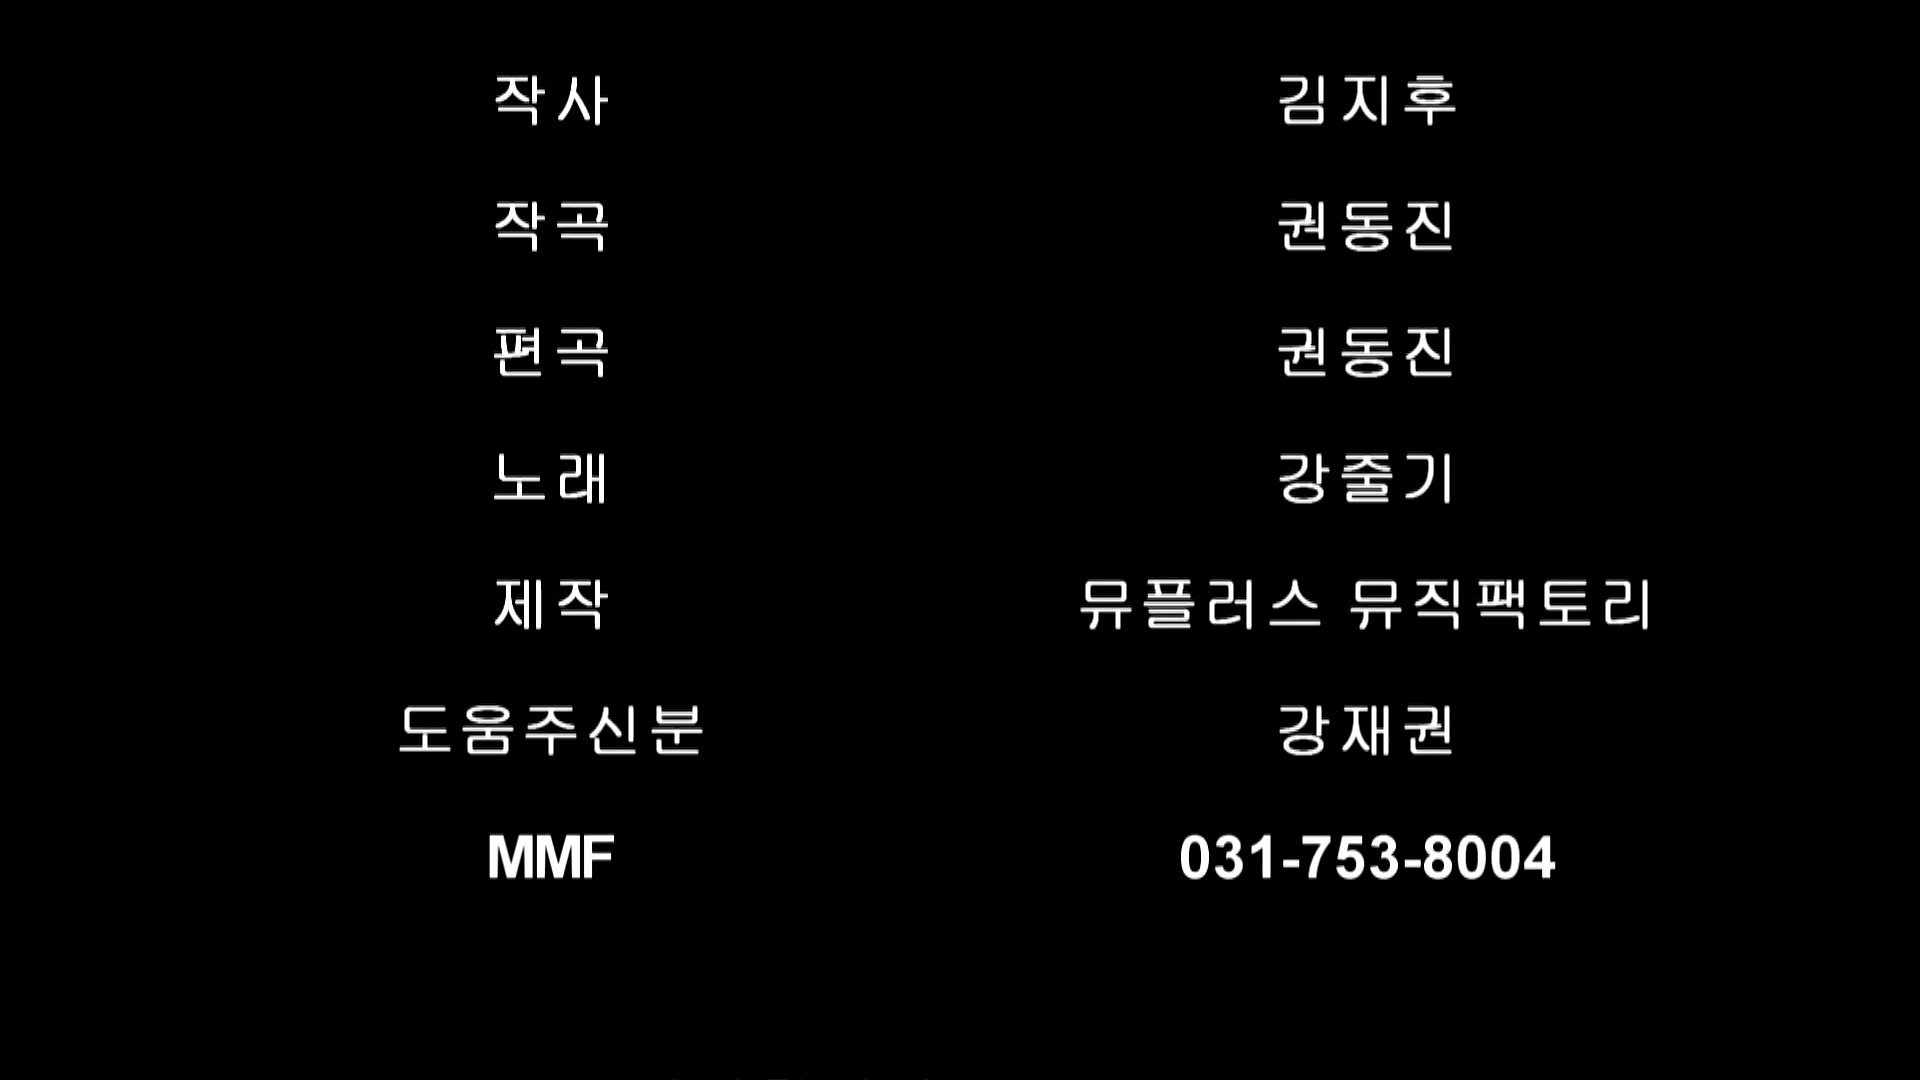 작사 김지후
작곡 권동진
편곡 권동진
노래 강줄기
제작 뮤플러스 뮤직팩토리
도움주신분 강재권
MMF 031-753-8004